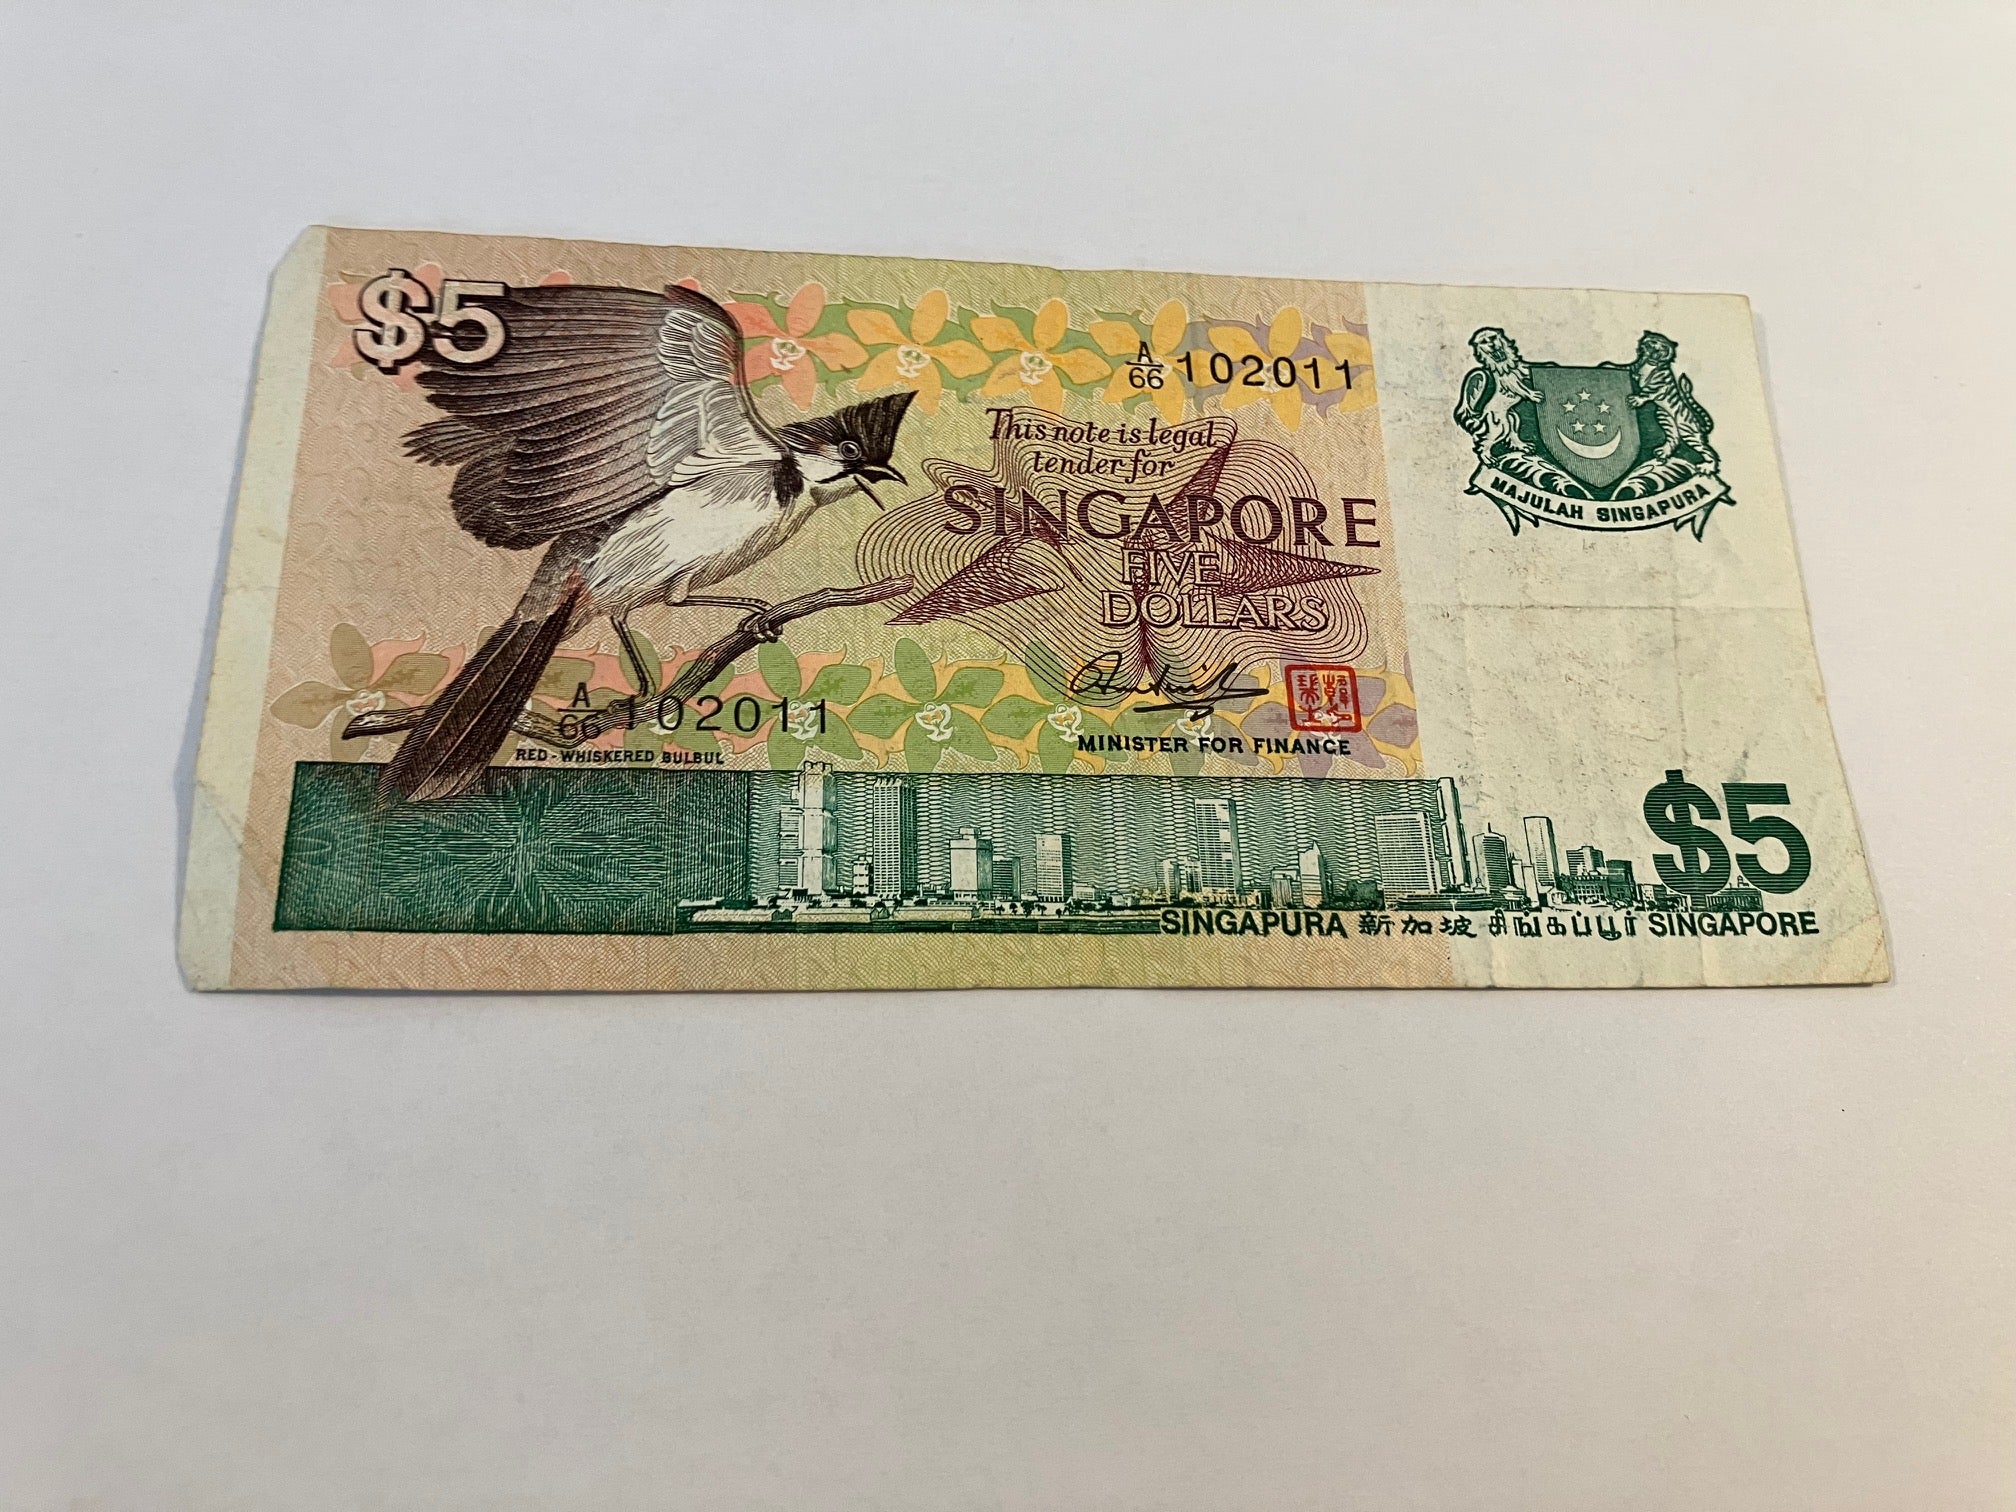 $5
A/66 102011
This note is legal
tender for
SINGAPORE
FIVE
DOLLARS
MAJULAH SINGAPURA
A/66 102011
RED-WHISKERED BULBUL
MINISTER FOR FINANCE
$5
SINGAPURA 新加坡 சிங்கப்பூர் SINGAPORE